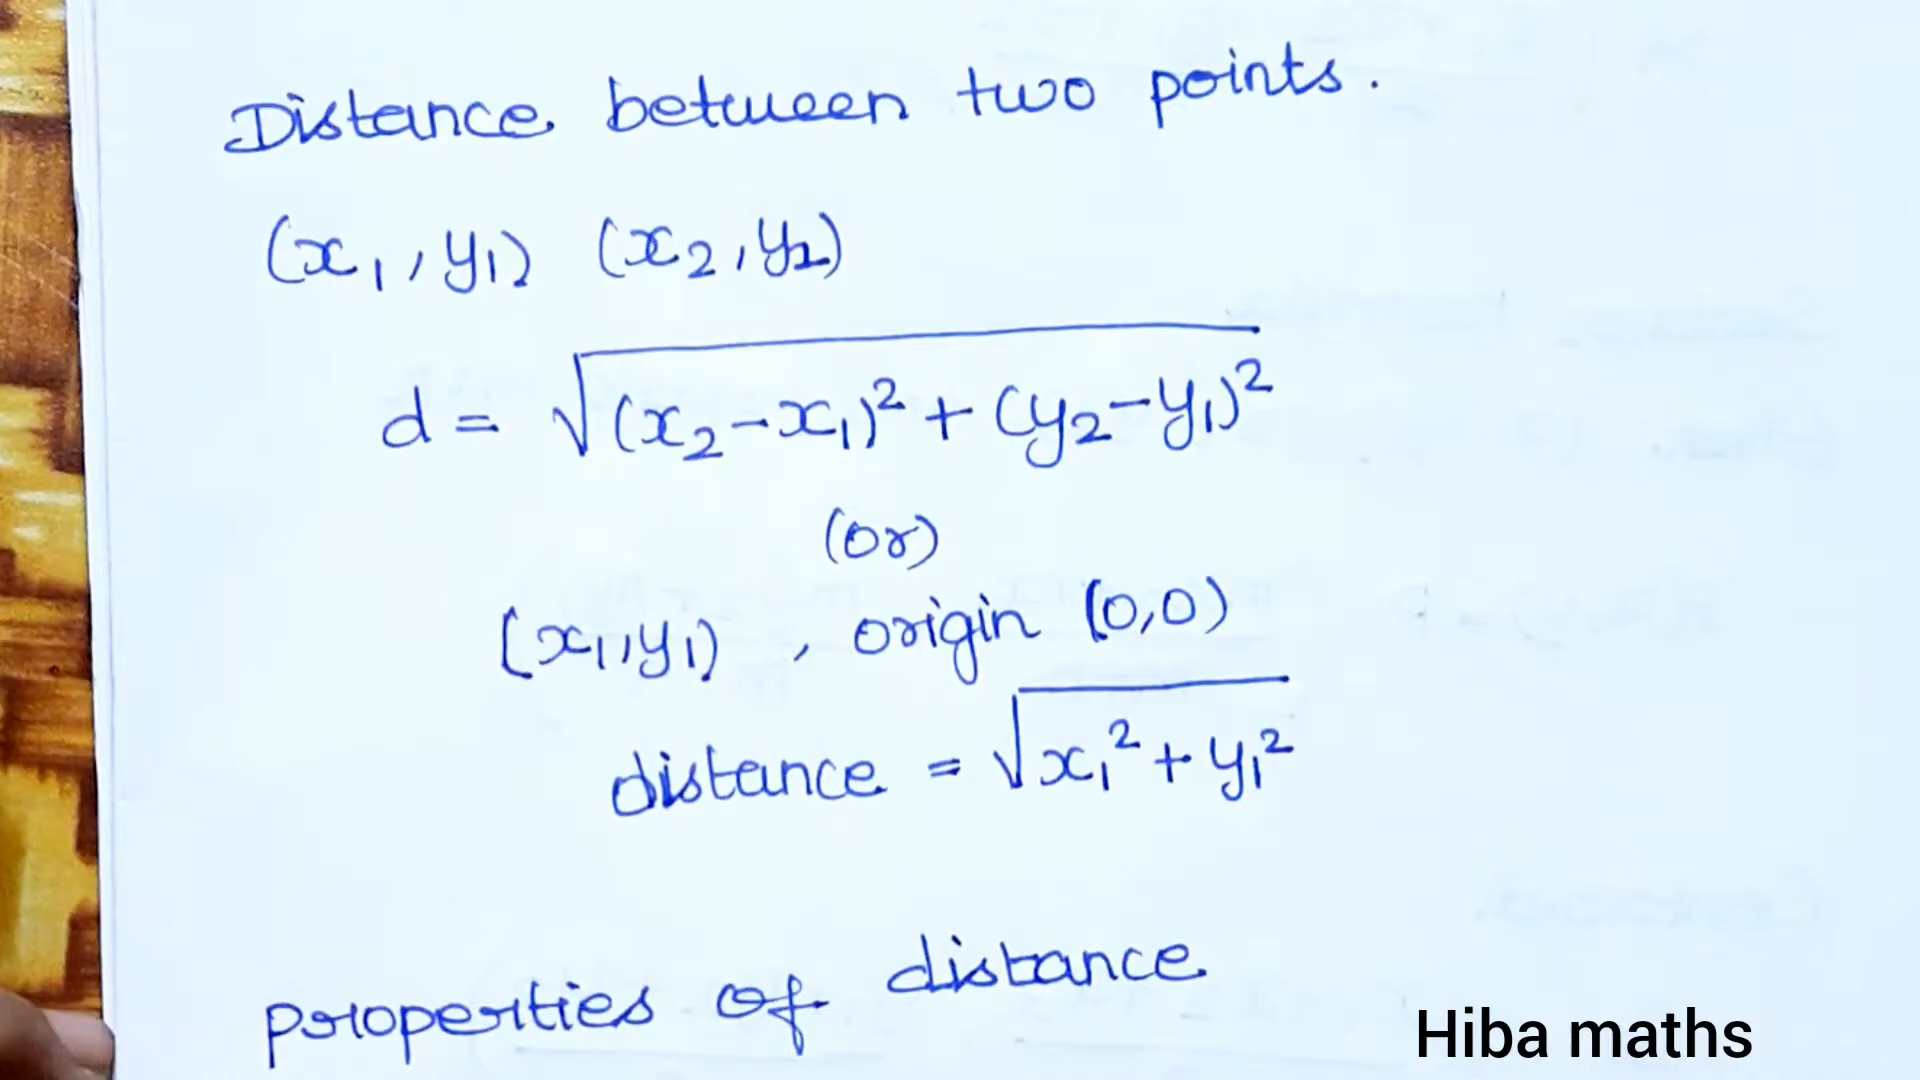 Distance between two points.
(x₁, y₁) (x₂, y₂)
d = √(x₂-x₁)² + (y₂-y₁)²
(or)
(x₁, y₁) , origin (0,0)
distance = √x₁² + y₁²
properties of distance
Hiba maths